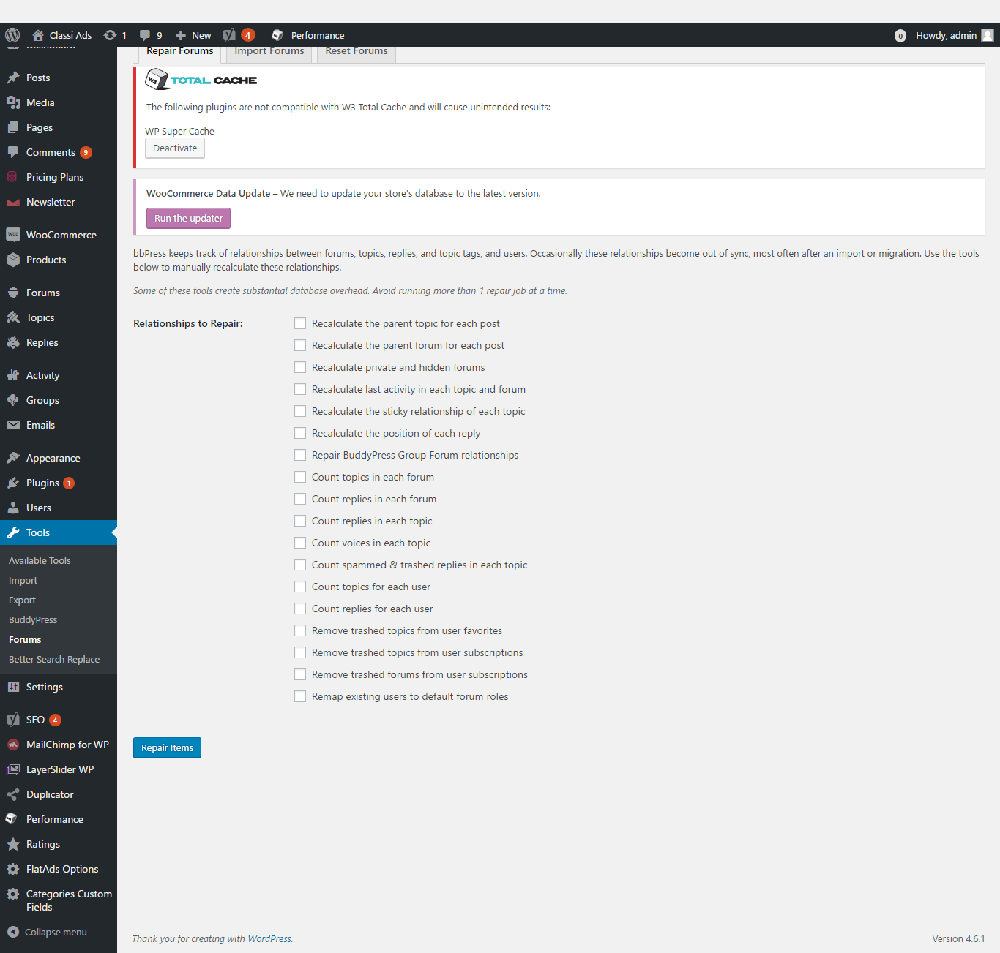 Classi Ads 1 9 New 4 Performance 0 Howdy, admin
Dashboard
Posts
Media
Pages
Comments 9
Pricing Plans
Newsletter
WooCommerce
Products
Forums
Topics
Replies
Activity
Groups
Emails
Appearance
Plugins 1
Users
Tools
Available Tools
Import
Export
BuddyPress
Forums
Better Search Replace
Settings
SEO 4
MailChimp for WP
LayerSlider WP
Duplicator
Performance
Ratings
FlatAds Options
Categories Custom
Fields
Collapse menu
Repair Forums Import Forums Reset Forums
W3 TOTAL CACHE
The following plugins are not compatible with W3 Total Cache and will cause unintended results:
WP Super Cache
Deactivate
WooCommerce Data Update – We need to update your store's database to the latest version.
Run the updater
bbPress keeps track of relationships between forums, topics, replies, and topic tags, and users. Occasionally these relationships become out of sync, most often after an import or migration. Use the tools
below to manually recalculate these relationships.
Some of these tools create substantial database overhead. Avoid running more than 1 repair job at a time.
Relationships to Repair:
Recalculate the parent topic for each post
Recalculate the parent forum for each post
Recalculate private and hidden forums
Recalculate last activity in each topic and forum
Recalculate the sticky relationship of each topic
Recalculate the position of each reply
Repair BuddyPress Group Forum relationships
Count topics in each forum
Count replies in each forum
Count replies in each topic
Count voices in each topic
Count spammed & trashed replies in each topic
Count topics for each user
Count replies for each user
Remove trashed topics from user favorites
Remove trashed topics from user subscriptions
Remove trashed forums from user subscriptions
Remap existing users to default forum roles
Repair Items
Thank you for creating with WordPress.
Version 4.6.1